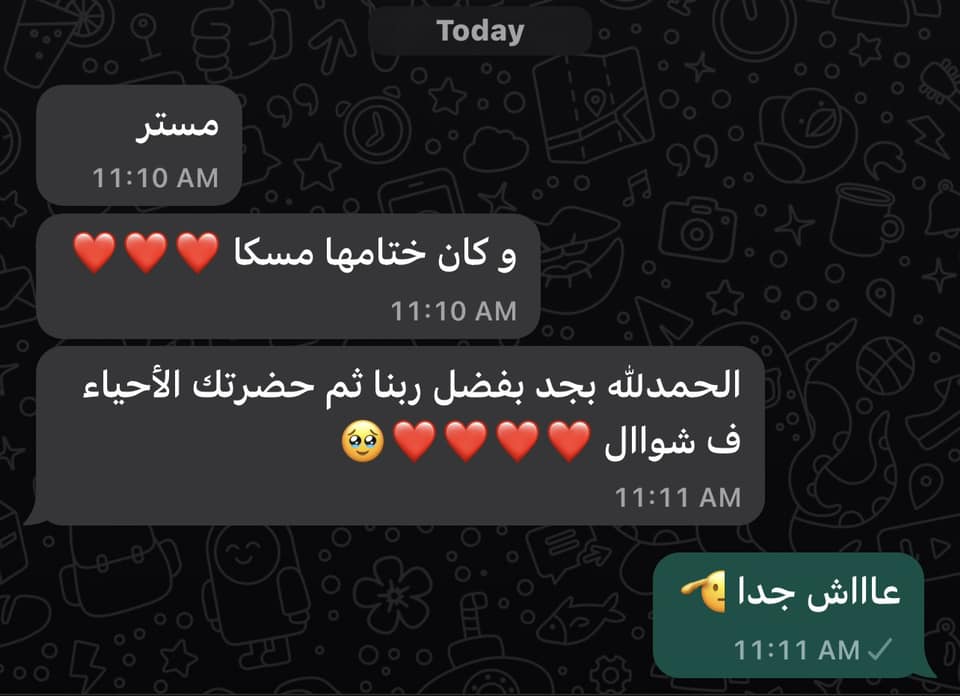 Today
مستر
11:10 AM
و كان ختامها مسكا ❤️❤️❤️
11:10 AM
الحمدلله بجد بفضل ربنا ثم حضرتك الأحياء
ف شواال ❤️❤️❤️❤️🥹
11:11 AM
عاااش جدا 🫡
11:11 AM ✓